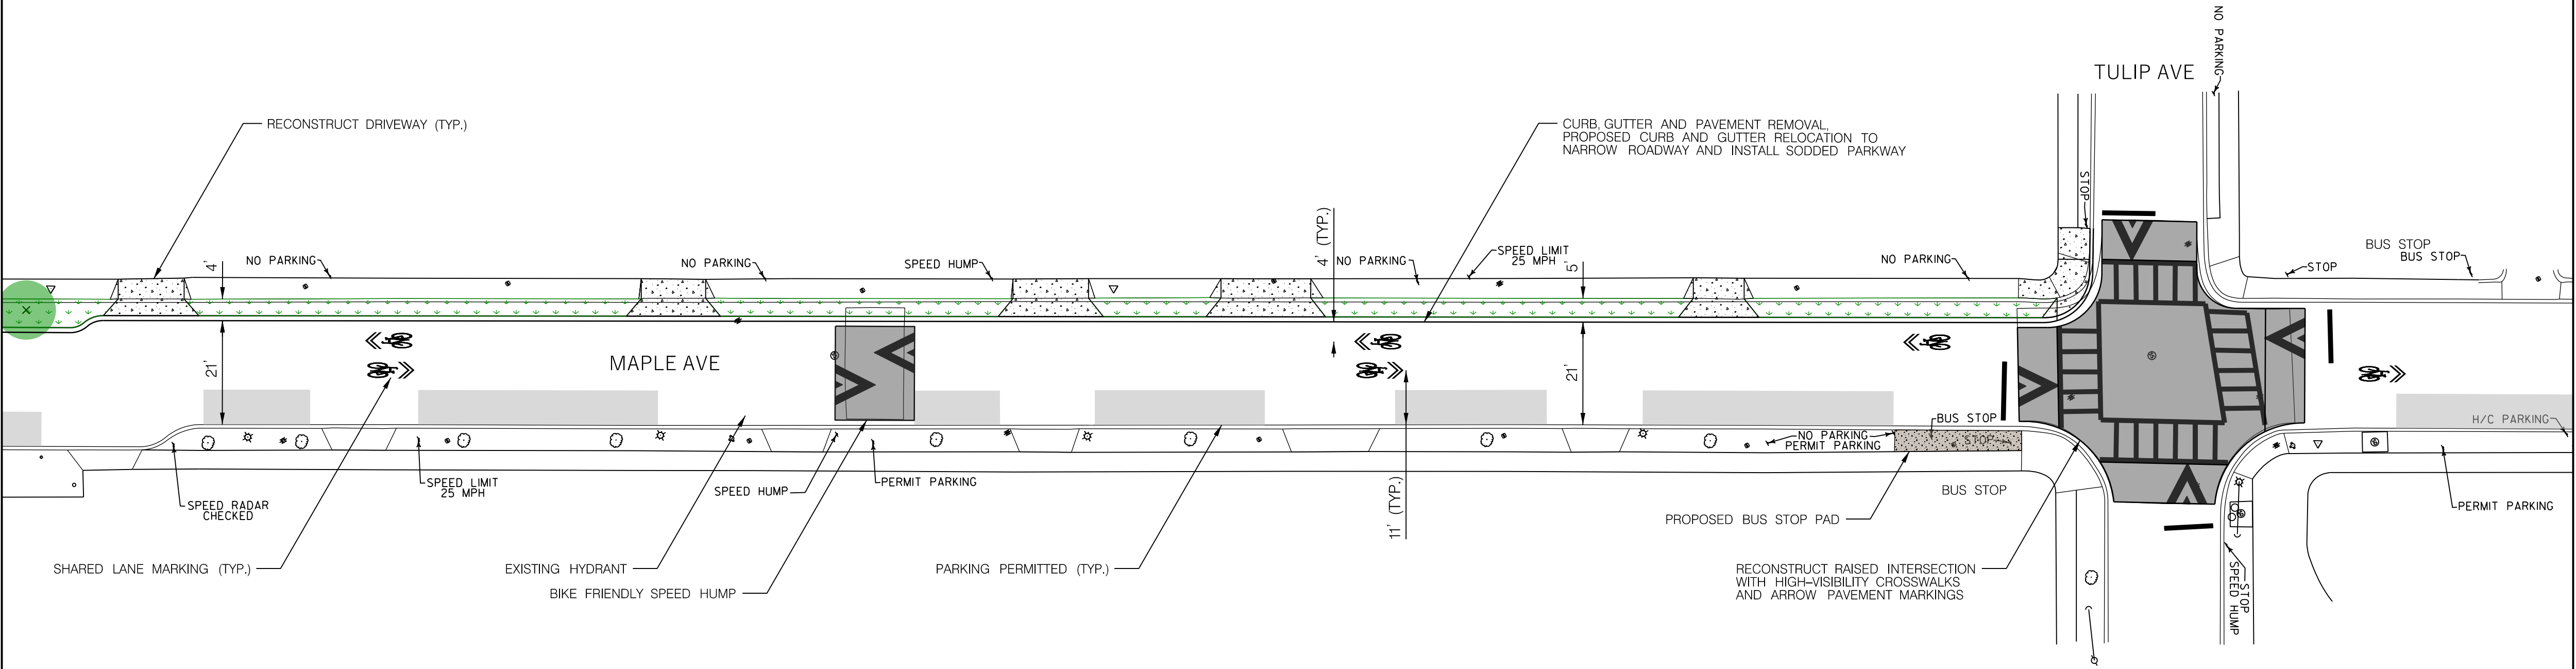 NO PARKING
TULIP AVE
RECONSTRUCT DRIVEWAY (TYP.)
CURB, GUTTER AND PAVEMENT REMOVAL,
PROPOSED CURB AND GUTTER RELOCATION TO
NARROW ROADWAY AND INSTALL SODDED PARKWAY
STOP
4'
NO PARKING
NO PARKING
SPEED HUMP
4' (TYP.)
NO PARKING
SPEED LIMIT
25 MPH
5'
NO PARKING
STOP
BUS STOP
BUS STOP
21'
MAPLE AVE
21'
BUS STOP
NO PARKING
PERMIT PARKING
STOP
H/C PARKING
SPEED RADAR
CHECKED
SPEED LIMIT
25 MPH
SPEED HUMP
PERMIT PARKING
11' (TYP.)
BUS STOP
PROPOSED BUS STOP PAD
PERMIT PARKING
SHARED LANE MARKING (TYP.)
EXISTING HYDRANT
BIKE FRIENDLY SPEED HUMP
PARKING PERMITTED (TYP.)
RECONSTRUCT RAISED INTERSECTION
WITH HIGH-VISIBILITY CROSSWALKS
AND ARROW PAVEMENT MARKINGS
STOP
SPEED HUMP